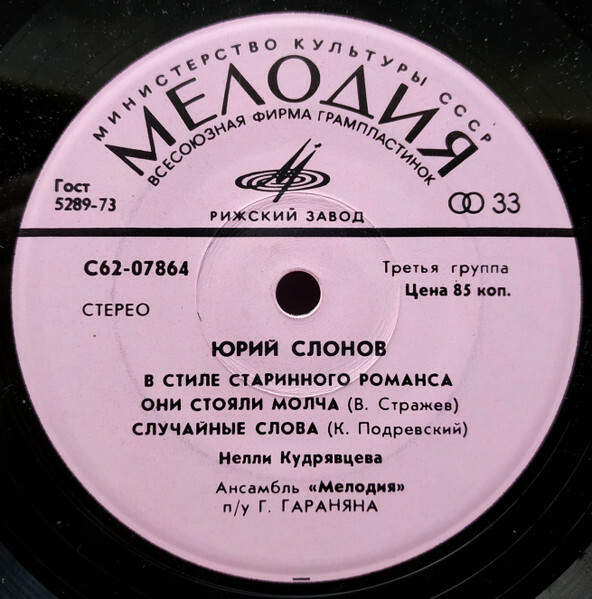 МИНИСТЕРСТВО КУЛЬТУРЫ СССР
МЕЛОДИЯ
ВСЕСОЮЗНАЯ ФИРМА ГРАМПЛАСТИНОК
Гост
5289-73
33
РИЖСКИЙ ЗАВОД
С62-07864
Третья группа
Цена 85 коп.
СТЕРЕО
ЮРИЙ СЛОНОВ
В СТИЛЕ СТАРИННОГО РОМАНСА
ОНИ СТОЯЛИ МОЛЧА (В. Стражев)
СЛУЧАЙНЫЕ СЛОВА (К. Подревский)
Нелли Кудрявцева
Ансамбль «Мелодия»
п/у Г. ГАРАНЯНА